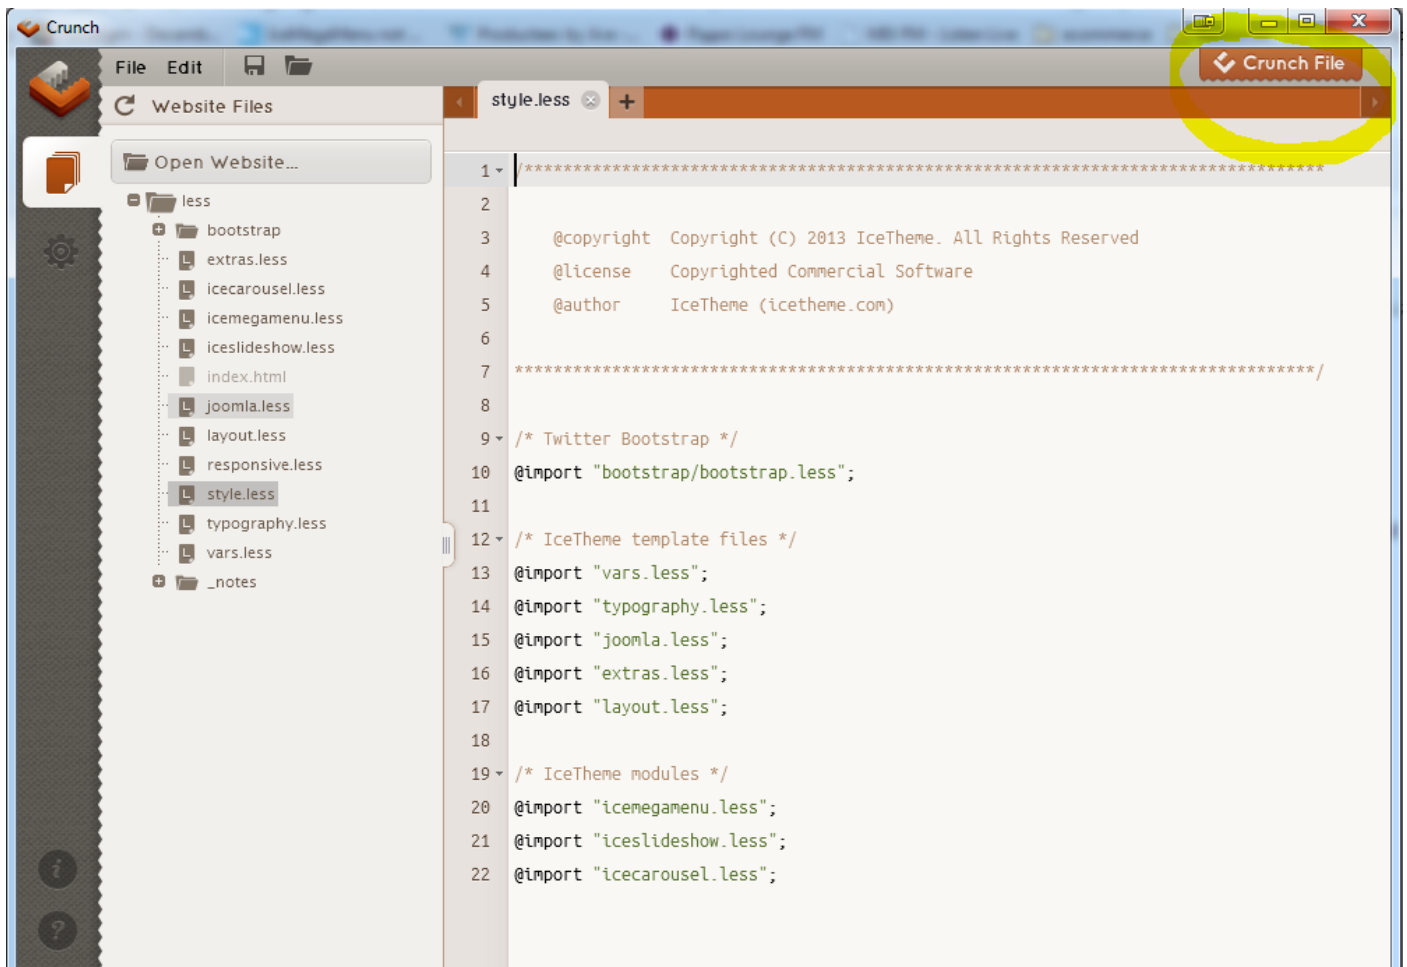 Crunch
File Edit
Crunch File
Website Files
style.less
Open Website...
less
bootstrap
extras.less
icecarousel.less
icemegamenu.less
iceslideshow.less
index.html
joomla.less
layout.less
responsive.less
style.less
typography.less
vars.less
_notes
1 /**********************************************************************************
2
3 @copyright Copyright (C) 2013 IceTheme. All Rights Reserved
4 @license Copyrighted Commercial Software
5 @author IceTheme (icetheme.com)
6
7 **********************************************************************************/
8
9 /* Twitter Bootstrap */
10 @import "bootstrap/bootstrap.less";
11
12 /* IceTheme template files */
13 @import "vars.less";
14 @import "typography.less";
15 @import "joomla.less";
16 @import "extras.less";
17 @import "layout.less";
18
19 /* IceTheme modules */
20 @import "icemegamenu.less";
21 @import "iceslideshow.less";
22 @import "icecarousel.less";